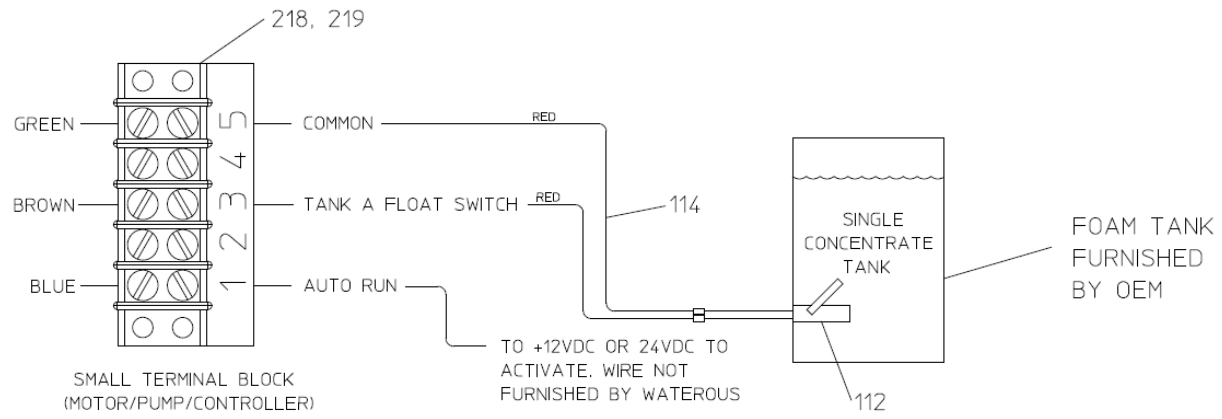 218, 219
GREEN
5
COMMON
RED
4
BROWN
3
TANK A FLOAT SWITCH
RED
114
2
BLUE
1
AUTO RUN
SINGLE
CONCENTRATE
TANK
FOAM TANK
FURNISHED
BY OEM
TO +12VDC OR 24VDC TO
ACTIVATE. WIRE NOT
FURNISHED BY WATEROUS
112
SMALL TERMINAL BLOCK
(MOTOR/PUMP/CONTROLLER)